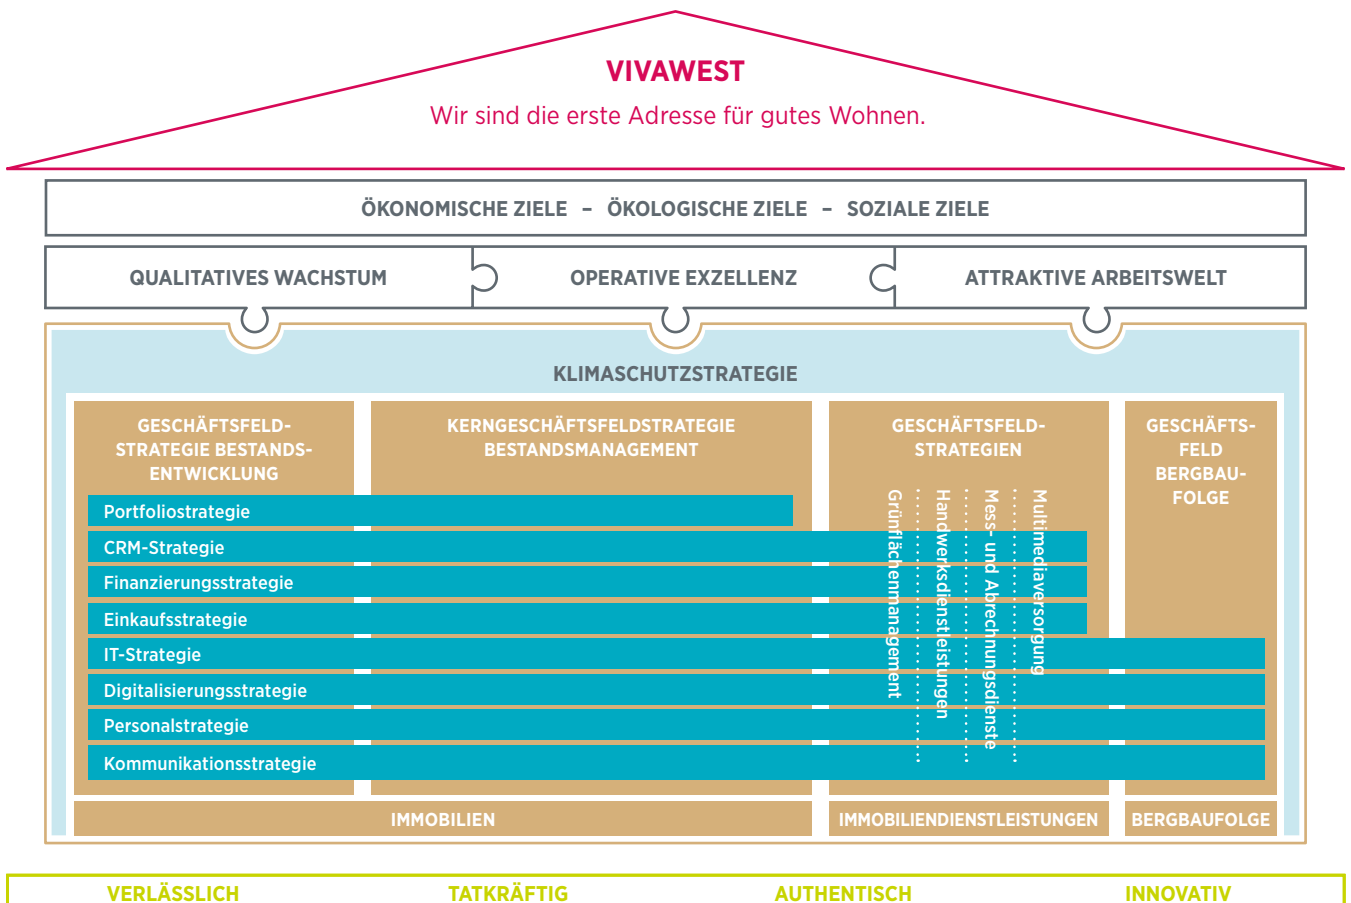 VIVAWEST
Wir sind die erste Adresse für gutes Wohnen.
ÖKONOMISCHE ZIELE – ÖKOLOGISCHE ZIELE – SOZIALE ZIELE
QUALITATIVES WACHSTUM
OPERATIVE EXZELLENZ
ATTRAKTIVE ARBEITSWELT
KLIMASCHUTZSTRATEGIE
GESCHÄFTSFELD-
STRATEGIE BESTANDS-
ENTWICKLUNG
KERNGESCHÄFTSFELDSTRATEGIE
BESTANDSMANAGEMENT
GESCHÄFTSFELD-
STRATEGIEN
GESCHÄFTS-
FELD
BERGBAU-
FOLGE
Portfoliostrategie
CRM-Strategie
Finanzierungsstrategie
Einkaufsstrategie
IT-Strategie
Digitalisierungsstrategie
Personalstrategie
Kommunikationsstrategie
Grünflächenmanagement
Handwerksdienstleistungen
Mess- und Abrechnungsdienste
Multimediaversorgung
IMMOBILIEN
IMMOBILIENDIENSTLEISTUNGEN
BERGBAUFOLGE
VERLÄSSLICH
TATKRÄFTIG
AUTHENTISCH
INNOVATIV